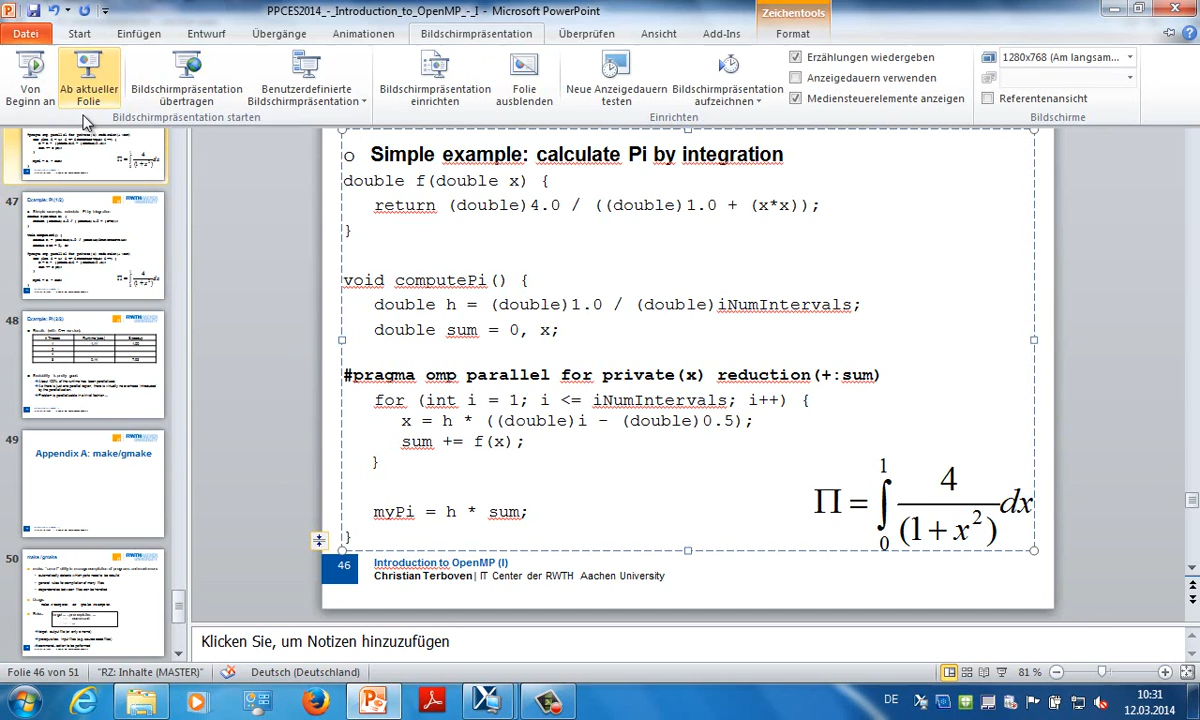 PPCES2014_-_Introduction_to_OpenMP_-_I - Microsoft PowerPoint
Zeichentools
Datei Start Einfügen Entwurf Übergänge Animationen Bildschirmpräsentation Überprüfen Ansicht Add-Ins Format
Von Beginn an
Ab aktueller Folie
Bildschirmpräsentation übertragen
Benutzerdefinierte Bildschirmpräsentation
Bildschirmpräsentation einrichten
Folie ausblenden
Neue Anzeigedauern testen
Bildschirmpräsentation aufzeichnen
Erzählungen wiedergeben
Anzeigedauern verwenden
Mediensteuerelemente anzeigen
1280x768 (Am langsam...
Referentenansicht
Bildschirmpräsentation starten
Einrichten
Bildschirme
47
48
49
Appendix A: make/gmake
50
make/gmake
o Simple example: calculate Pi by integration
double f(double x) {
return (double)4.0 / ((double)1.0 + (x*x));
}
void computePi() {
double h = (double)1.0 / (double)iNumIntervals;
double sum = 0, x;
#pragma omp parallel for private(x) reduction(+:sum)
for (int i = 1; i <= iNumIntervals; i++) {
x = h * ((double)i - (double)0.5);
sum += f(x);
}
myPi = h * sum;
}
Π = ∫₀¹ 4 / (1 + x²) dx
46
Introduction to OpenMP (I)
Christian Terboven | IT Center der RWTH Aachen University
Klicken Sie, um Notizen hinzuzufügen
Folie 46 von 51 "RZ: Inhalte (MASTER)" Deutsch (Deutschland) 81 %
DE
10:31
12.03.2014